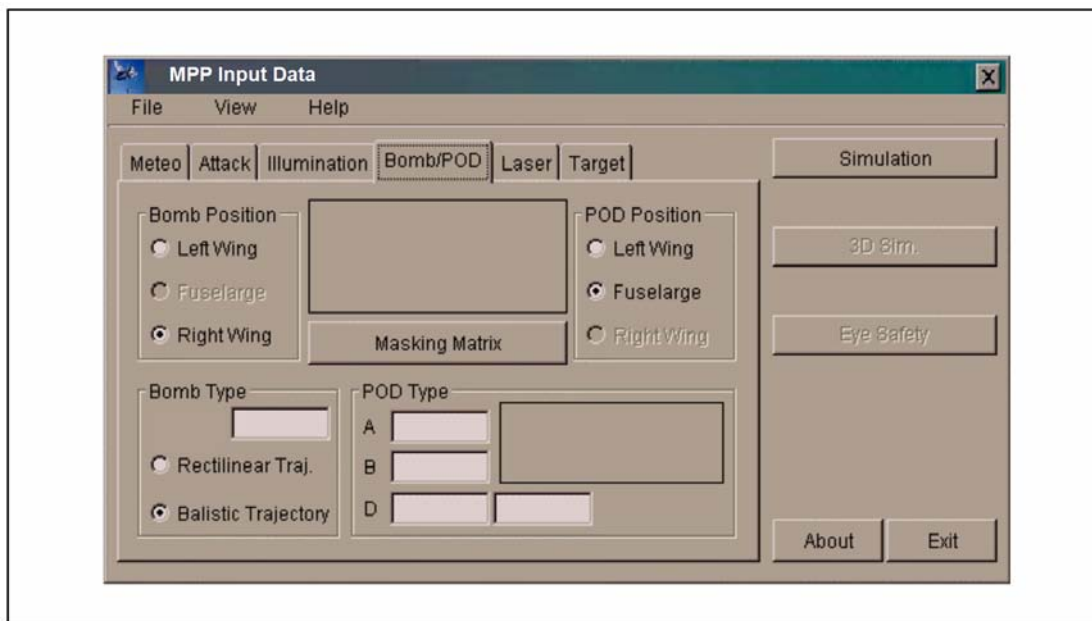 MPP Input Data
File View Help
Meteo Attack Illumination Bomb/POD Laser Target
Bomb Position
Left Wing
Fuselarge
Right Wing
Masking Matrix
POD Position
Left Wing
Fuselarge
Right Wing
Bomb Type
Rectilinear Traj.
Balistic Trajectory
POD Type
A
B
D
Simulation
3D Sim.
Eye Safety
About Exit